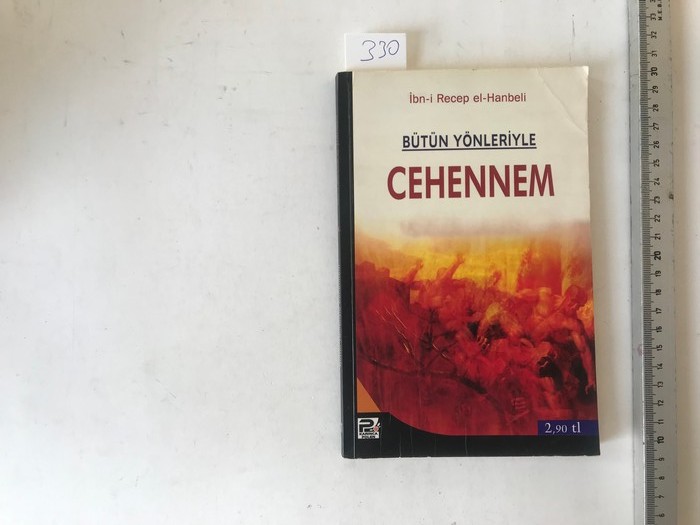 330
İbn-i Recep el-Hanbeli
BÜTÜN YÖNLERİYLE
CEHENNEM
2,90 tl